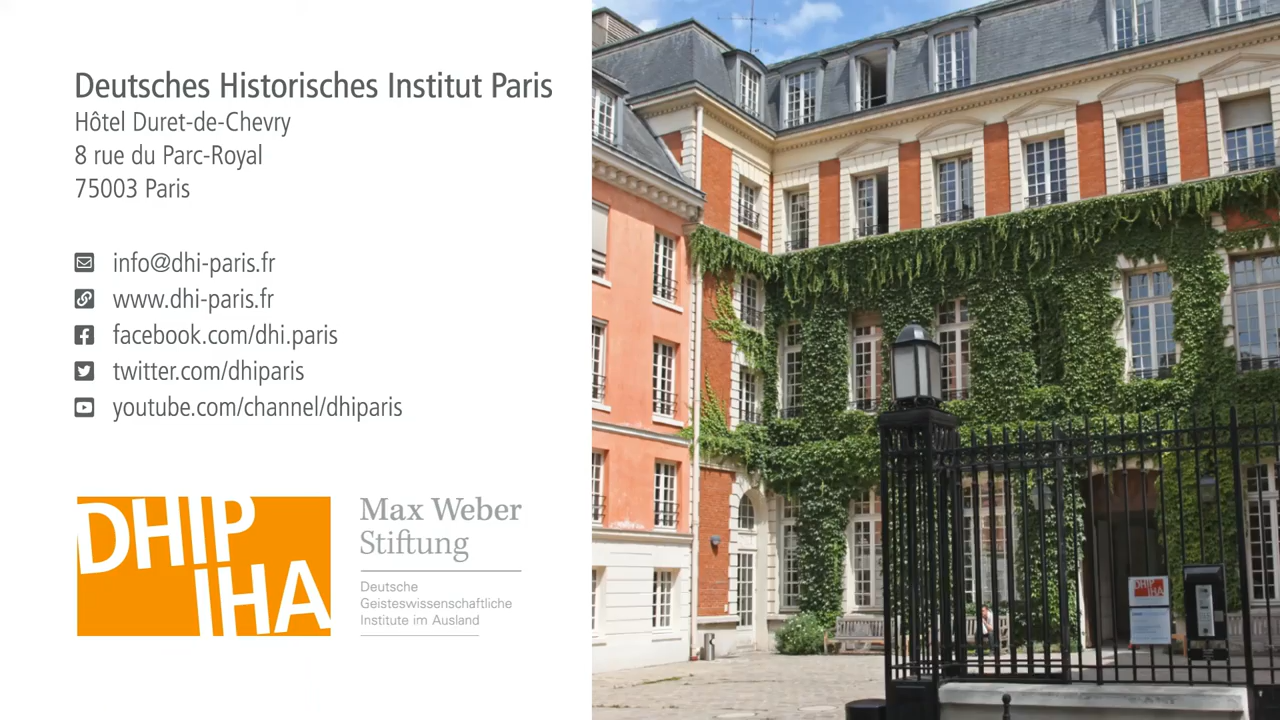 Deutsches Historisches Institut Paris
Hôtel Duret-de-Chevry
8 rue du Parc-Royal
75003 Paris
info@dhi-paris.fr
www.dhi-paris.fr
facebook.com/dhi.paris
twitter.com/dhiparis
youtube.com/channel/dhiparis
DHIP
IHA
Max Weber
Stiftung
Deutsche
Geisteswissenschaftliche
Institute im Ausland
DHIP
IHA